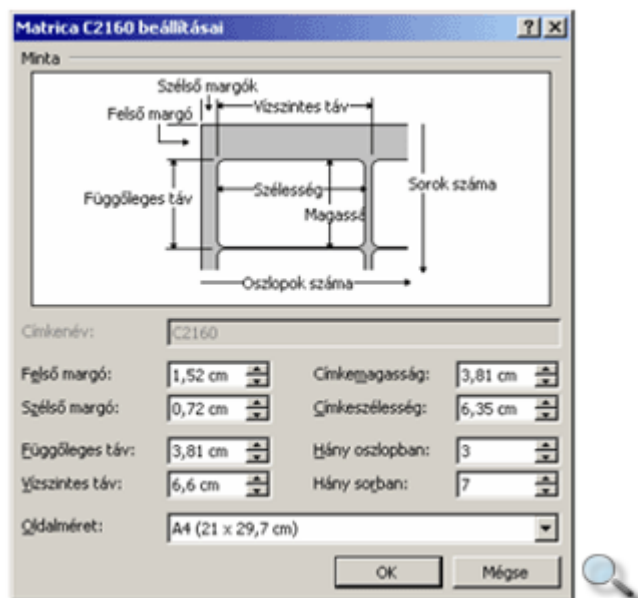 Matrica C2160 beállításai
Minta
Szélső margók
Felső margó
Vízszintes táv
Függőleges táv
Szélesség
Magassá
Sorok száma
Oszlopok száma
Címkenév: C2160
Felső margó: 1,52 cm Címkemagasság: 3,81 cm
Szélső margó: 0,72 cm Címkeszélesség: 6,35 cm
Függőleges táv: 3,81 cm Hány oszlopban: 3
Vízszintes táv: 6,6 cm Hány sorban: 7
Oldalméret: A4 (21 x 29,7 cm)
OK Mégse